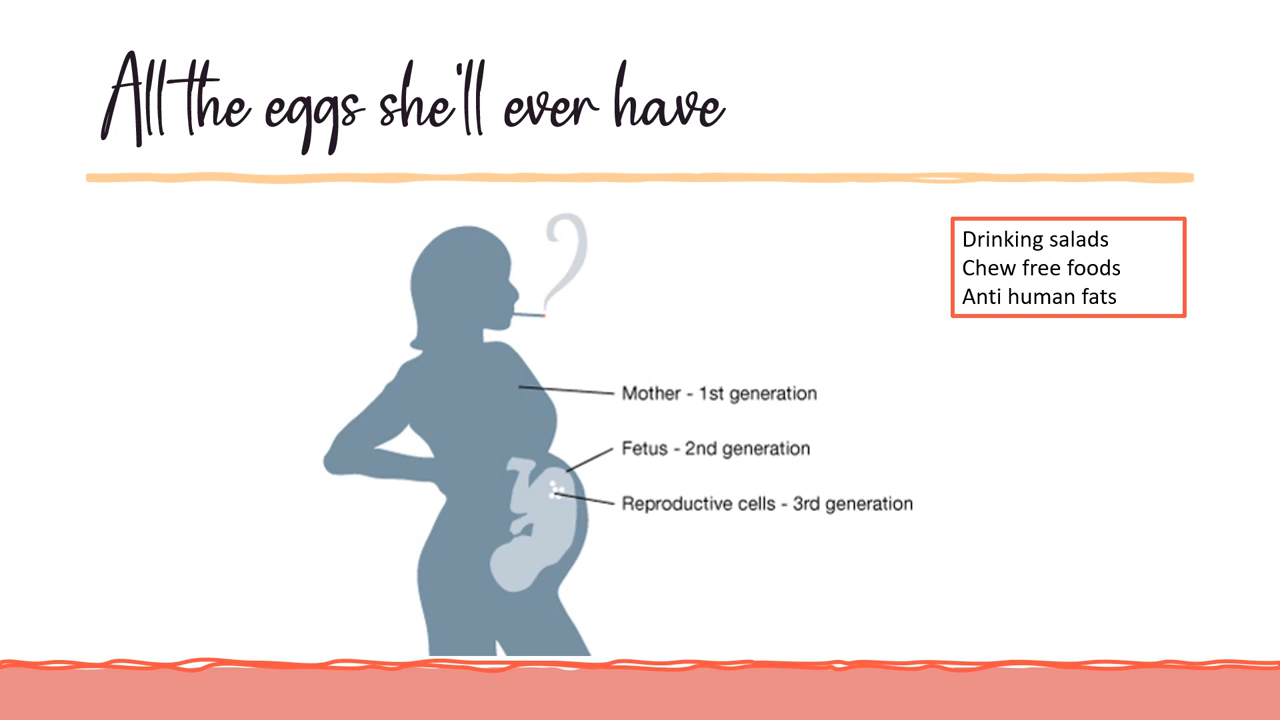 All the eggs she'll ever have
Drinking salads
Chew free foods
Anti human fats
Mother - 1st generation
Fetus - 2nd generation
Reproductive cells - 3rd generation